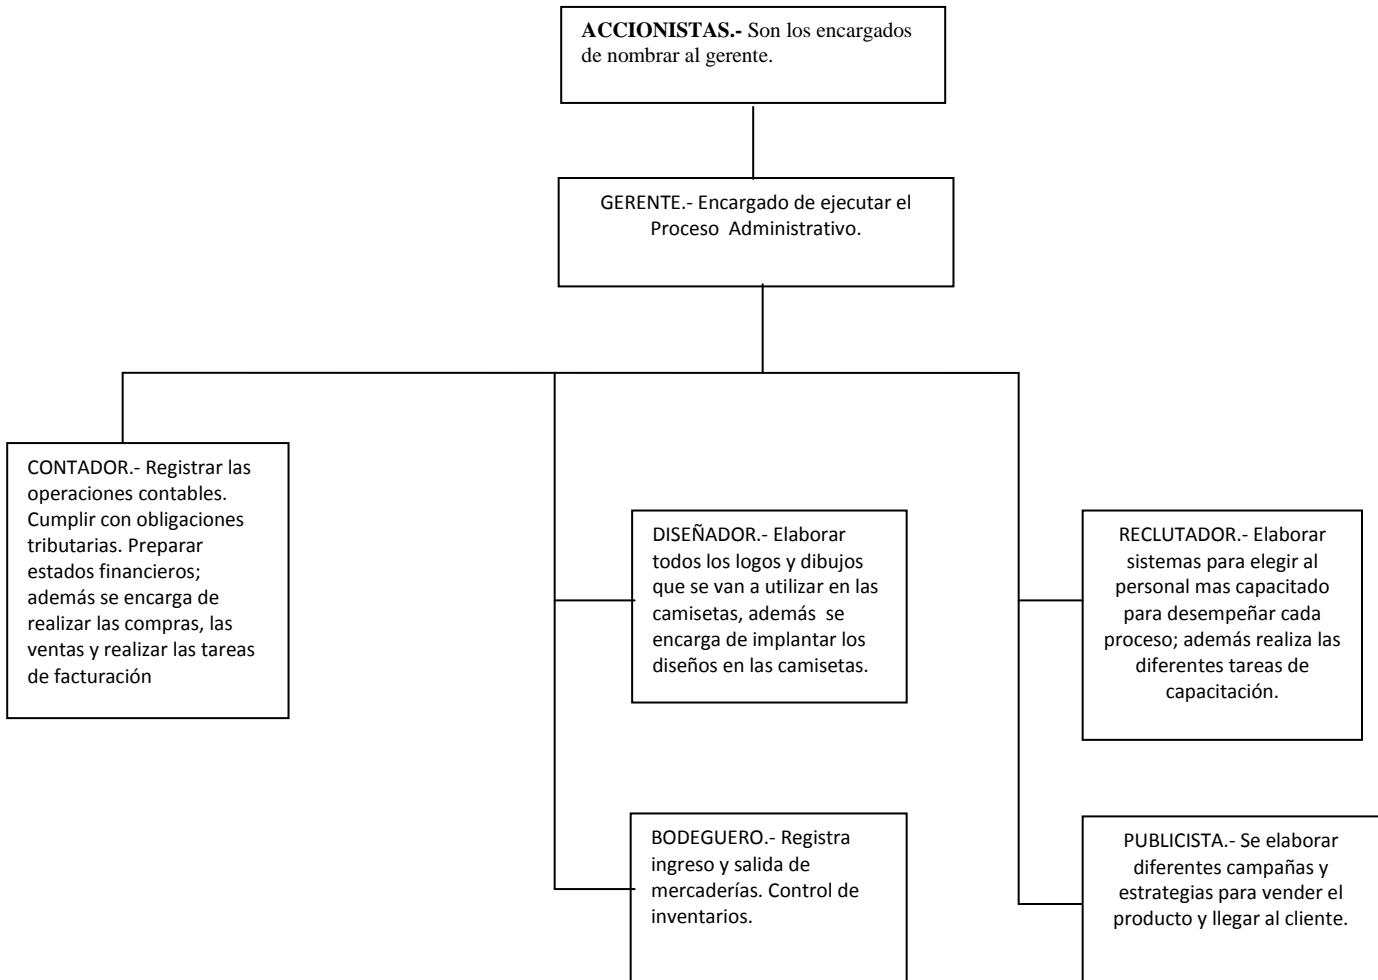 ACCIONISTAS.- Son los encargados
de nombrar al gerente.
GERENTE.- Encargado de ejecutar el
Proceso Administrativo.
CONTADOR.- Registrar las
operaciones contables.
Cumplir con obligaciones
tributarias. Preparar
estados financieros;
además se encarga de
realizar las compras, las
ventas y realizar las tareas
de facturación
DISEÑADOR.- Elaborar
todos los logos y dibujos
que se van a utilizar en las
camisetas, además se
encarga de implantar los
diseños en las camisetas.
RECLUTADOR.- Elaborar
sistemas para elegir al
personal mas capacitado
para desempeñar cada
proceso; además realiza las
diferentes tareas de
capacitación.
BODEGUERO.- Registra
ingreso y salida de
mercaderías. Control de
inventarios.
PUBLICISTA.- Se elaborar
diferentes campañas y
estrategias para vender el
producto y llegar al cliente.